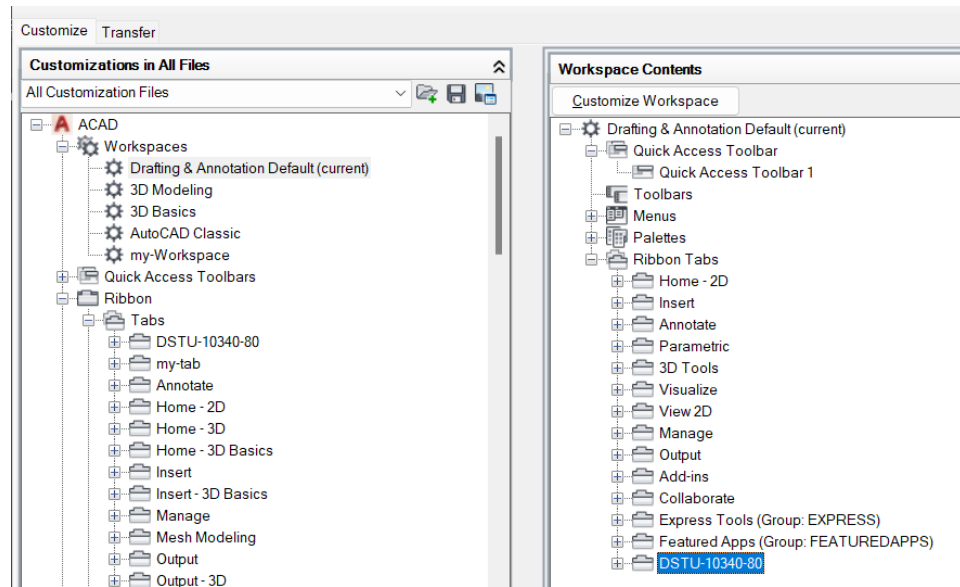 Customize Transfer
Customizations in All Files
All Customization Files
ACAD
Workspaces
Drafting & Annotation Default (current)
3D Modeling
3D Basics
AutoCAD Classic
my-Workspace
Quick Access Toolbars
Ribbon
Tabs
DSTU-10340-80
my-tab
Annotate
Home - 2D
Home - 3D
Home - 3D Basics
Insert
Insert - 3D Basics
Manage
Mesh Modeling
Output
Output - 3D
Workspace Contents
Customize Workspace
Drafting & Annotation Default (current)
Quick Access Toolbar
Quick Access Toolbar 1
Toolbars
Menus
Palettes
Ribbon Tabs
Home - 2D
Insert
Annotate
Parametric
3D Tools
Visualize
View 2D
Manage
Output
Add-ins
Collaborate
Express Tools (Group: EXPRESS)
Featured Apps (Group: FEATUREDAPPS)
DSTU-10340-80